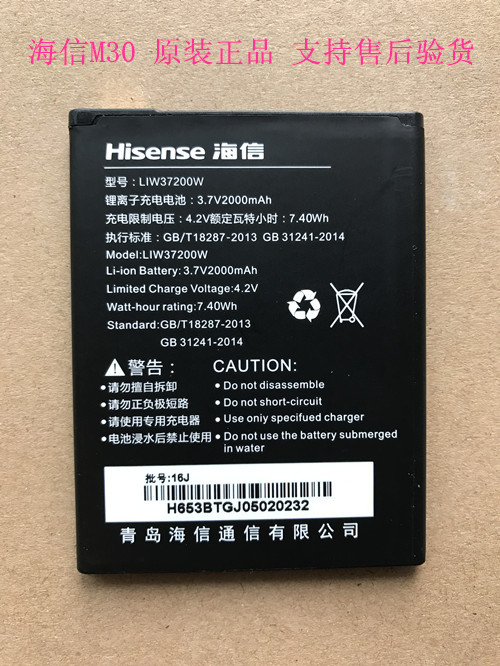 海信M30 原装正品 支持售后验货
Hisense 海信
型号:LIW37200W
锂离子充电电池：3.7V2000mAh
充电限制电压：4.2V额定瓦特小时：7.40Wh
执行标准：GB/T18287-2013 GB 31241-2014
Model:LIW37200W
Li-ion Battery:3.7V2000mAh
Limited Charge Voltage:4.2V
Watt-hour rating:7.40Wh
Standard:GB/T18287-2013
GB 31241-2014
警告：
•请勿擅自拆卸
•请勿正负极短路
•请使用专用充电器
•电池浸水后禁止使用
CAUTION:
• Do not disassemble
• Do not short-circuit
• Use oniy specifued charger
• Do not use the battery submerged
in water
批号:16J
H653BTGJ05020232
青岛海信通信有限公司